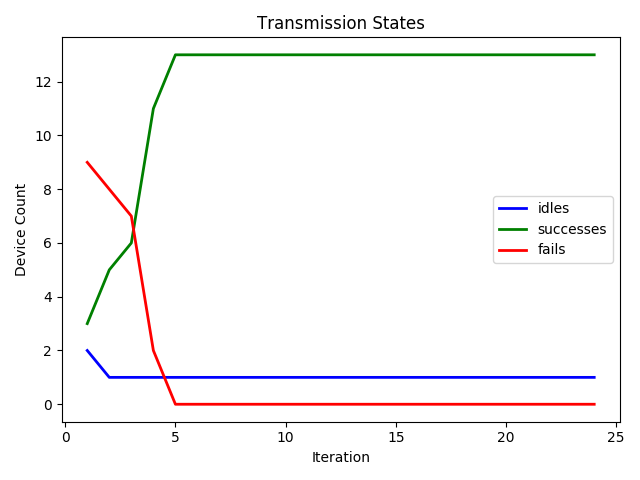 Transmission States
Device Count
12
10
8
6
4
2
0
idles
successes
fails
0 5 10 15 20 25
Iteration